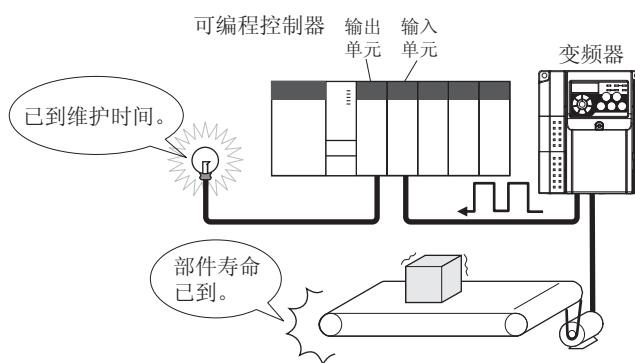 可编程控制器
输出
单元
输入
单元
变频器
已到维护时间。
部件寿命
已到。